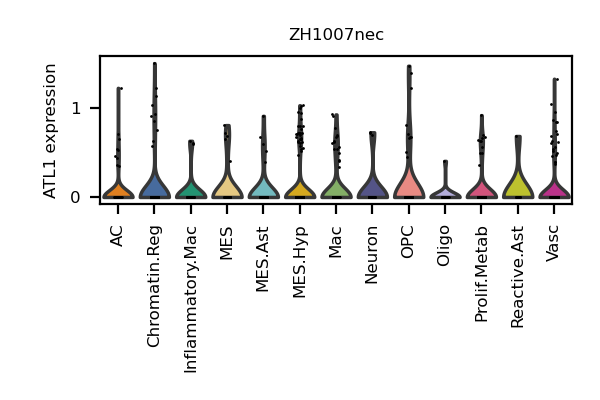 ZH1007nec
ATL1 expression
1
0
AC
Chromatin.Reg
Inflammatory.Mac
MES
MES.Ast
MES.Hyp
Mac
Neuron
OPC
Oligo
Prolif.Metab
Reactive.Ast
Vasc